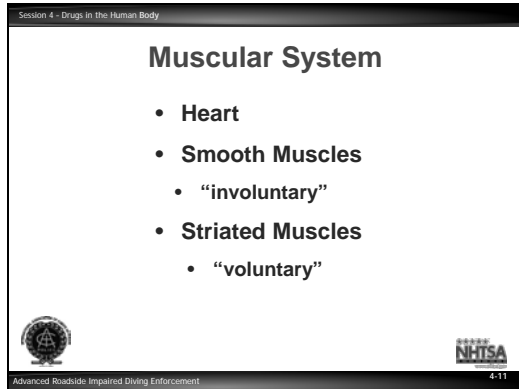 Session 4 - Drugs in the Human Body
Muscular System
• Heart
• Smooth Muscles
• “involuntary”
• Striated Muscles
• “voluntary”
NHTSA
Advanced Roadside Impaired Diving Enforcement
4-11